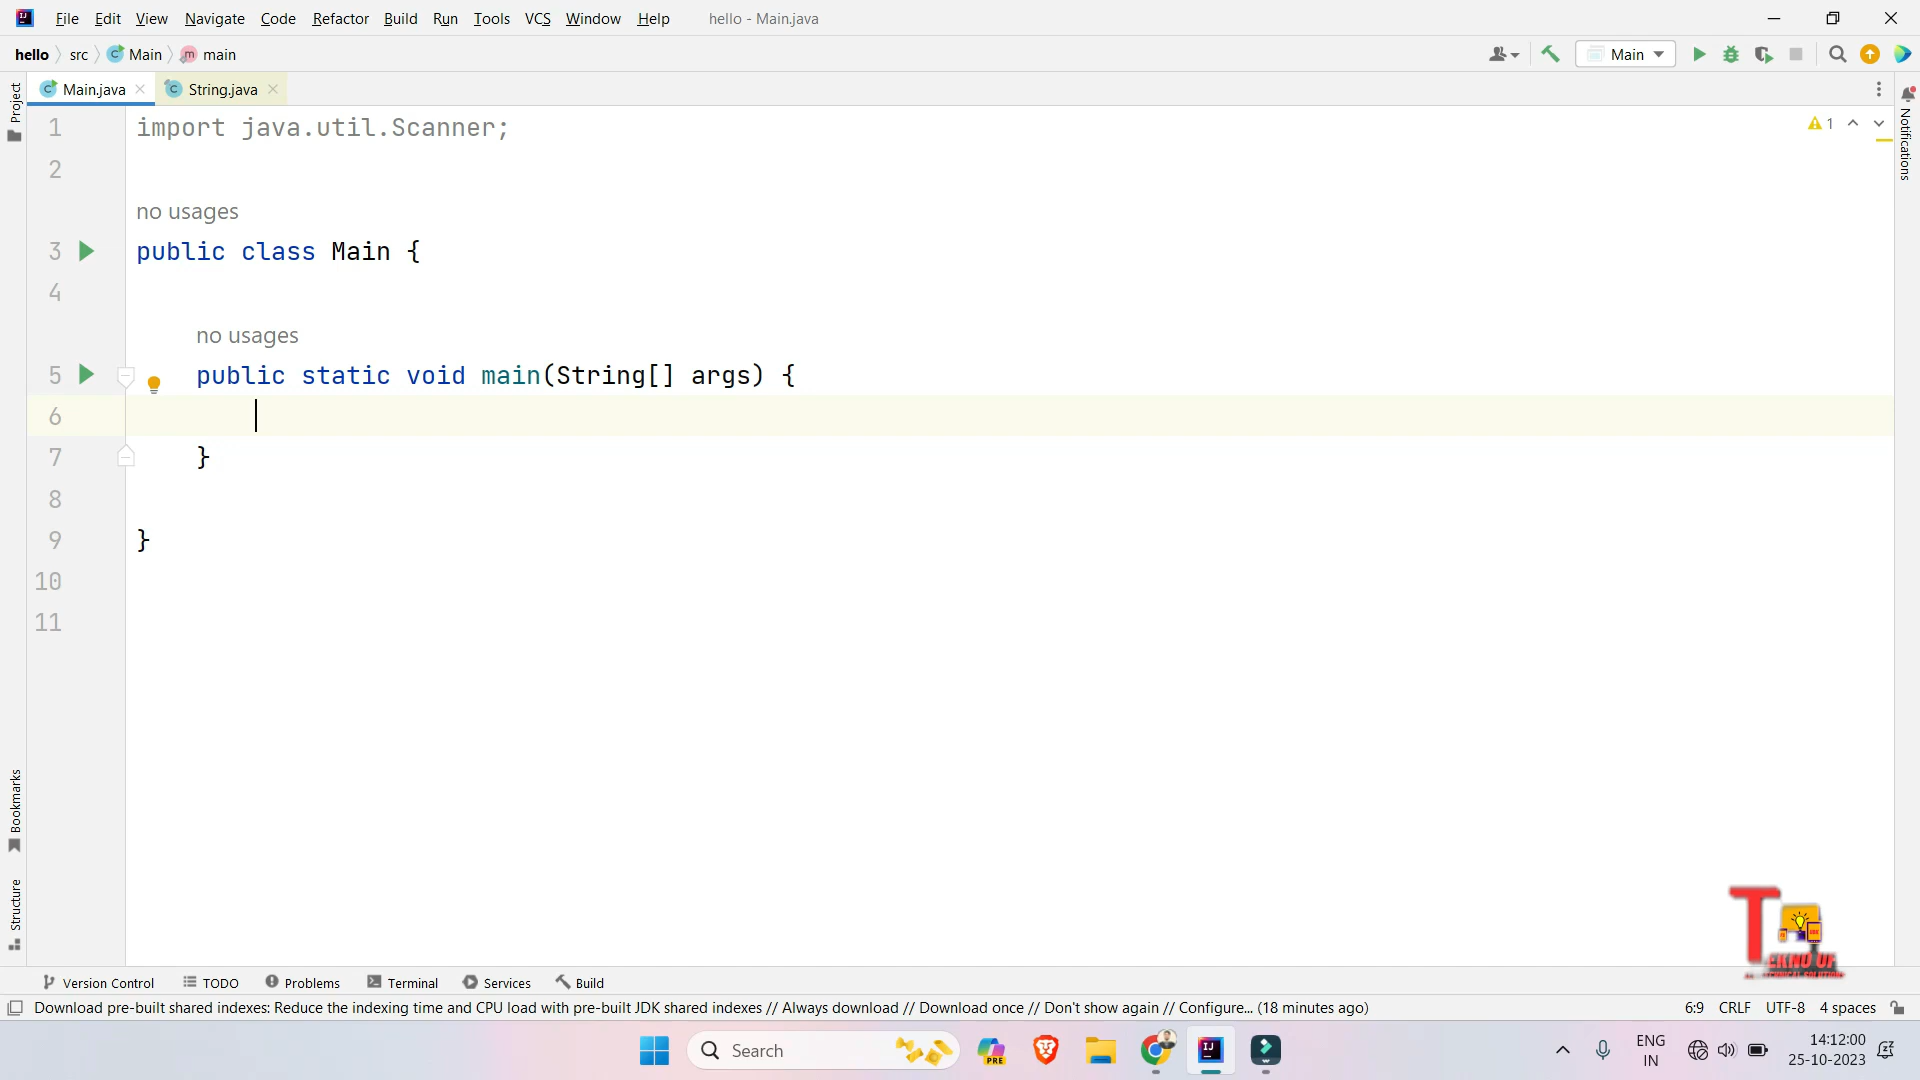 File Edit View Navigate Code Refactor Build Run Tools VCS Window Help hello - Main.java
hello src Main main Main
Project
Main.java String.java
Notifications
1 import java.util.Scanner;
1
2
no usages
3 public class Main {
4
no usages
5 public static void main(String[] args) {
6
7 }
8
9 }
10
11
Bookmarks
Structure
T
EKNO UF
Version Control TODO Problems Terminal Services Build
Download pre-built shared indexes: Reduce the indexing time and CPU load with pre-built JDK shared indexes // Always download // Download once // Don't show again // Configure... (18 minutes ago) 6:9 CRLF UTF-8 4 spaces
Search PRE IJ ENG IN 14:12:00
25-10-2023